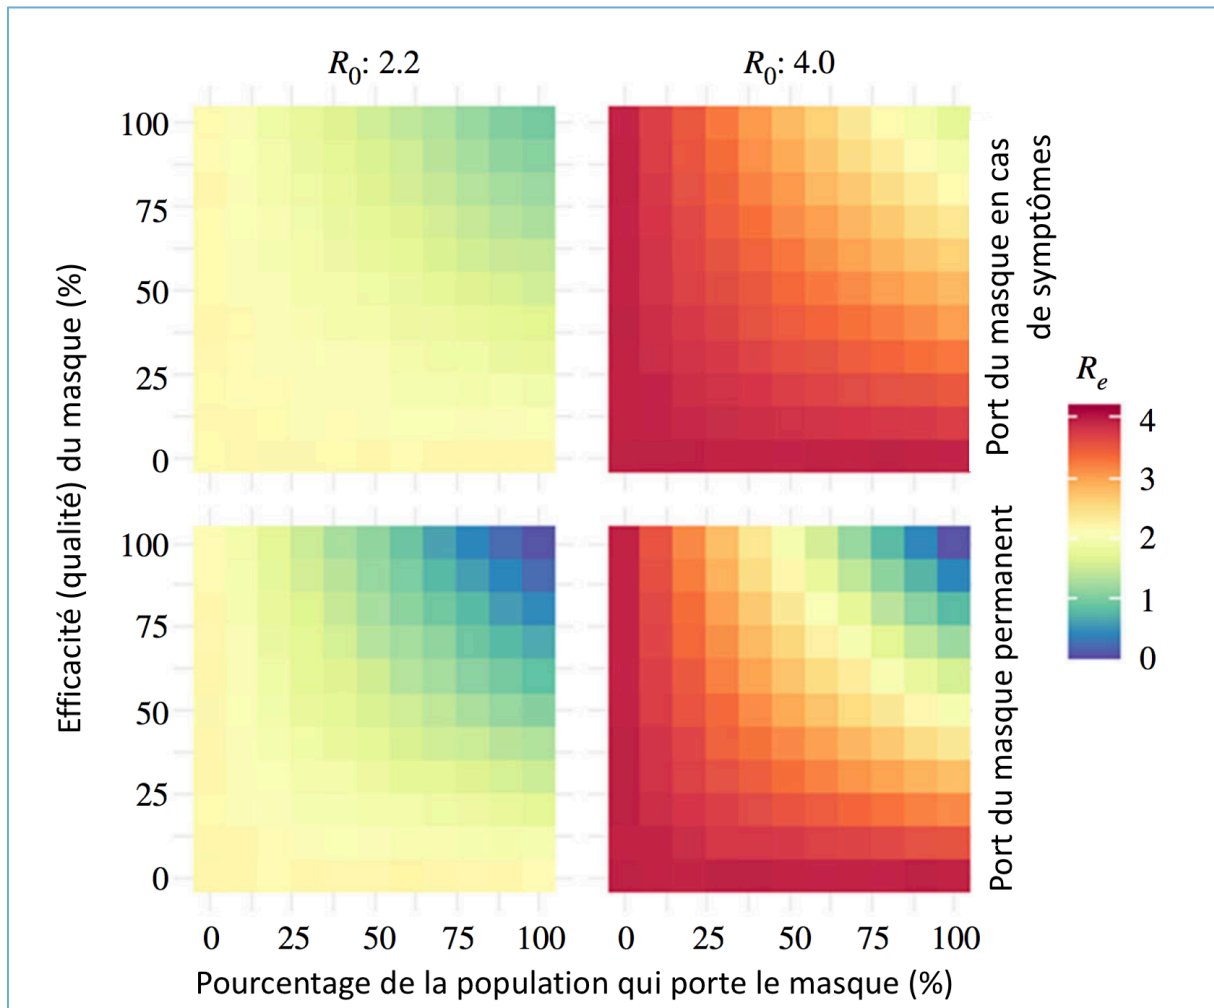 R0: 2.2
R0: 4.0
100
75
50
25
0
Port du masque en cas
de symptômes
Efficacité (qualité) du masque (%)
Re
4
3
2
1
0
100
75
50
25
0
Port du masque permanent
0 25 50 75 100
0 25 50 75 100
Pourcentage de la population qui porte le masque (%)